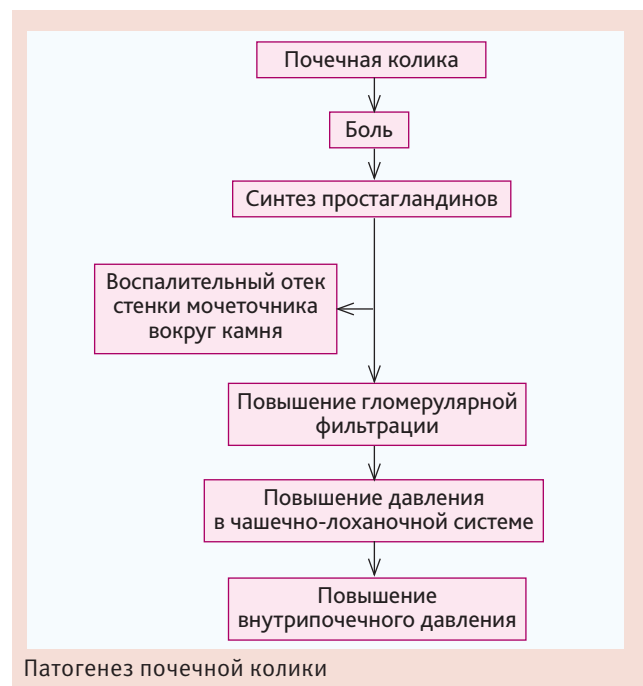 Почечная колика
Боль
Синтез простагландинов
Воспалительный отек
стенки мочеточника
вокруг камня
Повышение гломерулярной
фильтрации
Повышение давления
в чашечно-лоханочной системе
Повышение
внутрипочечного давления
Патогенез почечной колики